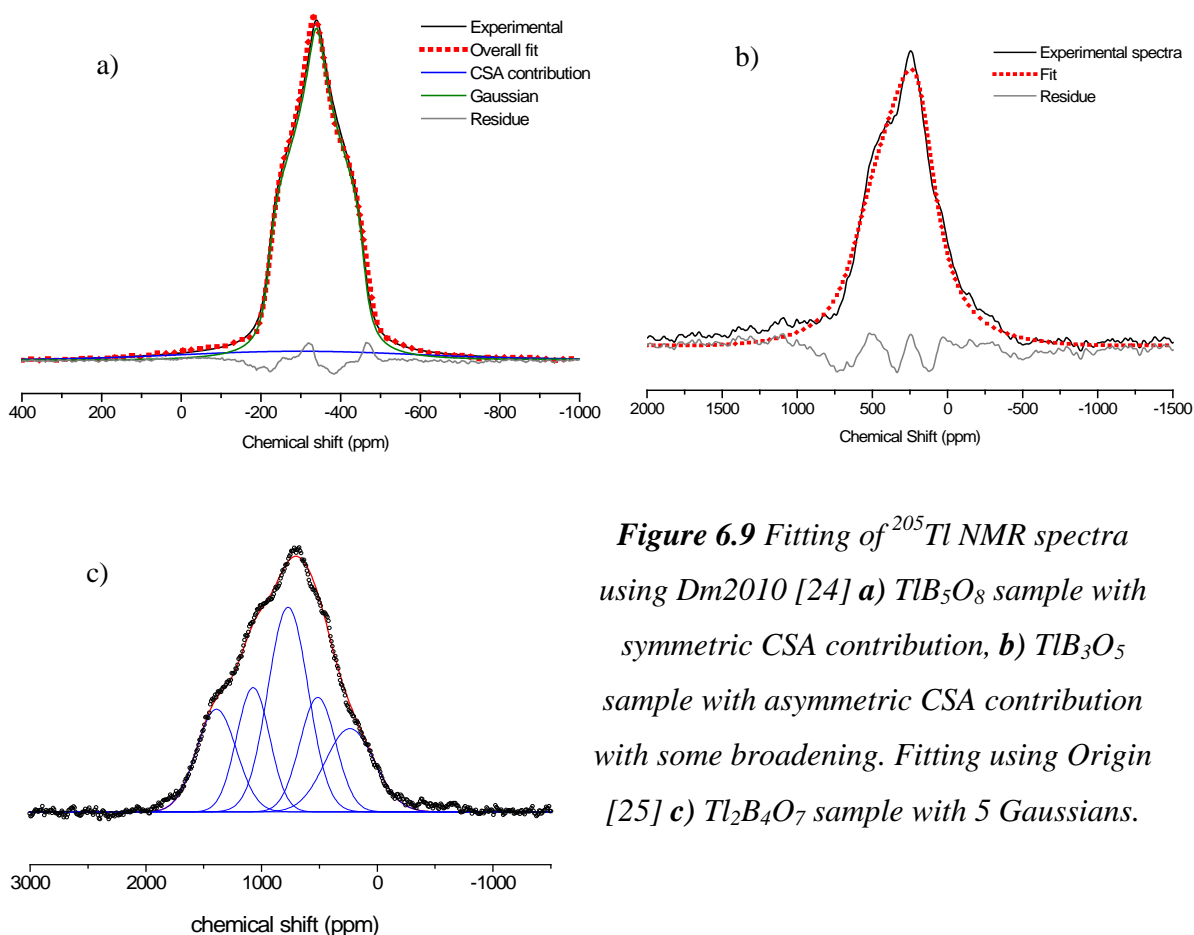 a)
Experimental
Overall fit
CSA contribution
Gaussian
Residue
400 200 0 -200 -400 -600 -800 -1000
Chemical shift (ppm)
b)
Experimental spectra
Fit
Residue
2000 1500 1000 500 0 -500 -1000 -1500
Chemical Shift (ppm)
c)
3000 2000 1000 0 -1000
chemical shift (ppm)
Figure 6.9 Fitting of ²⁰⁵Tl NMR spectra
using Dm2010 [24] a) TlB₅O₈ sample with
symmetric CSA contribution, b) TlB₃O₅
sample with asymmetric CSA contribution
with some broadening. Fitting using Origin
[25] c) Tl₂B₄O₇ sample with 5 Gaussians.